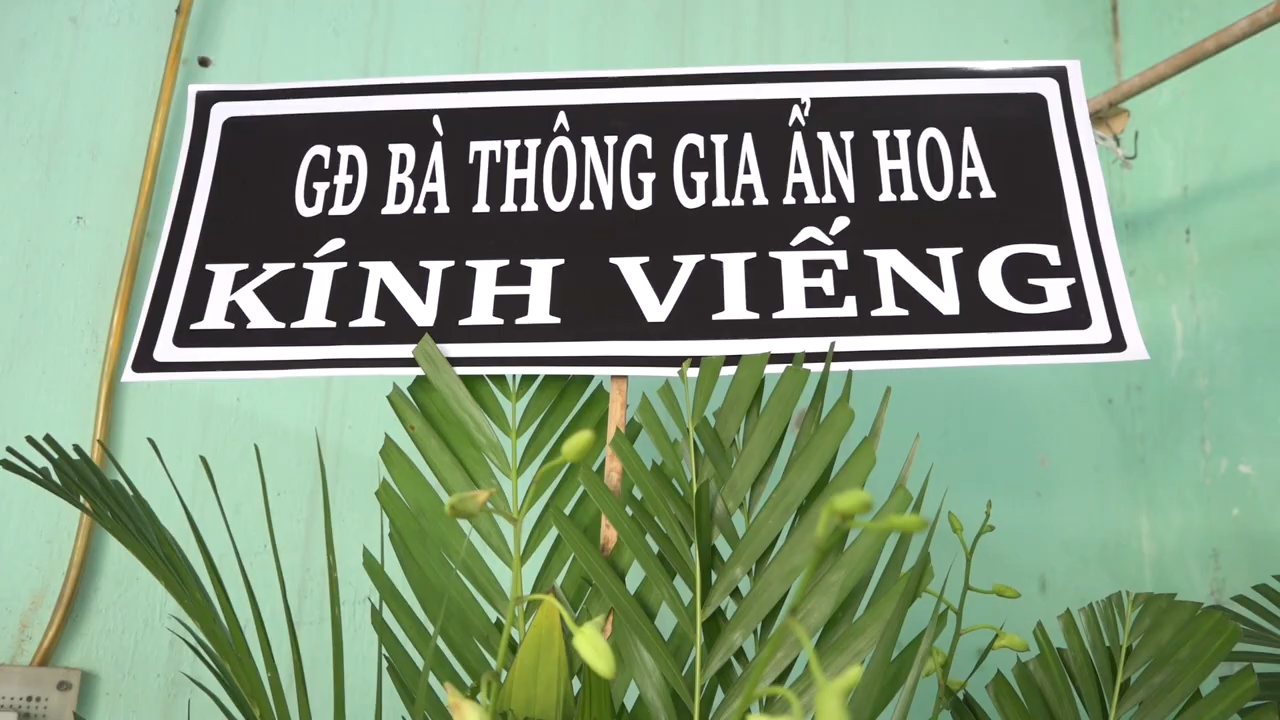 GĐ BÀ THÔNG GIA ẨN HOA
KÍNH VIẾNG